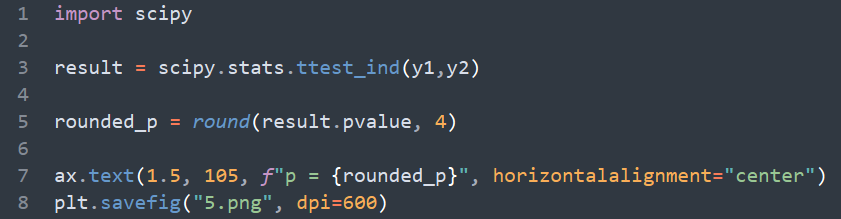 1 import scipy
2
3 result = scipy.stats.ttest_ind(y1,y2)
4
5 rounded_p = round(result.pvalue, 4)
6
7 ax.text(1.5, 105, f"p = {rounded_p}", horizontalalignment="center")
8 plt.savefig("5.png", dpi=600)